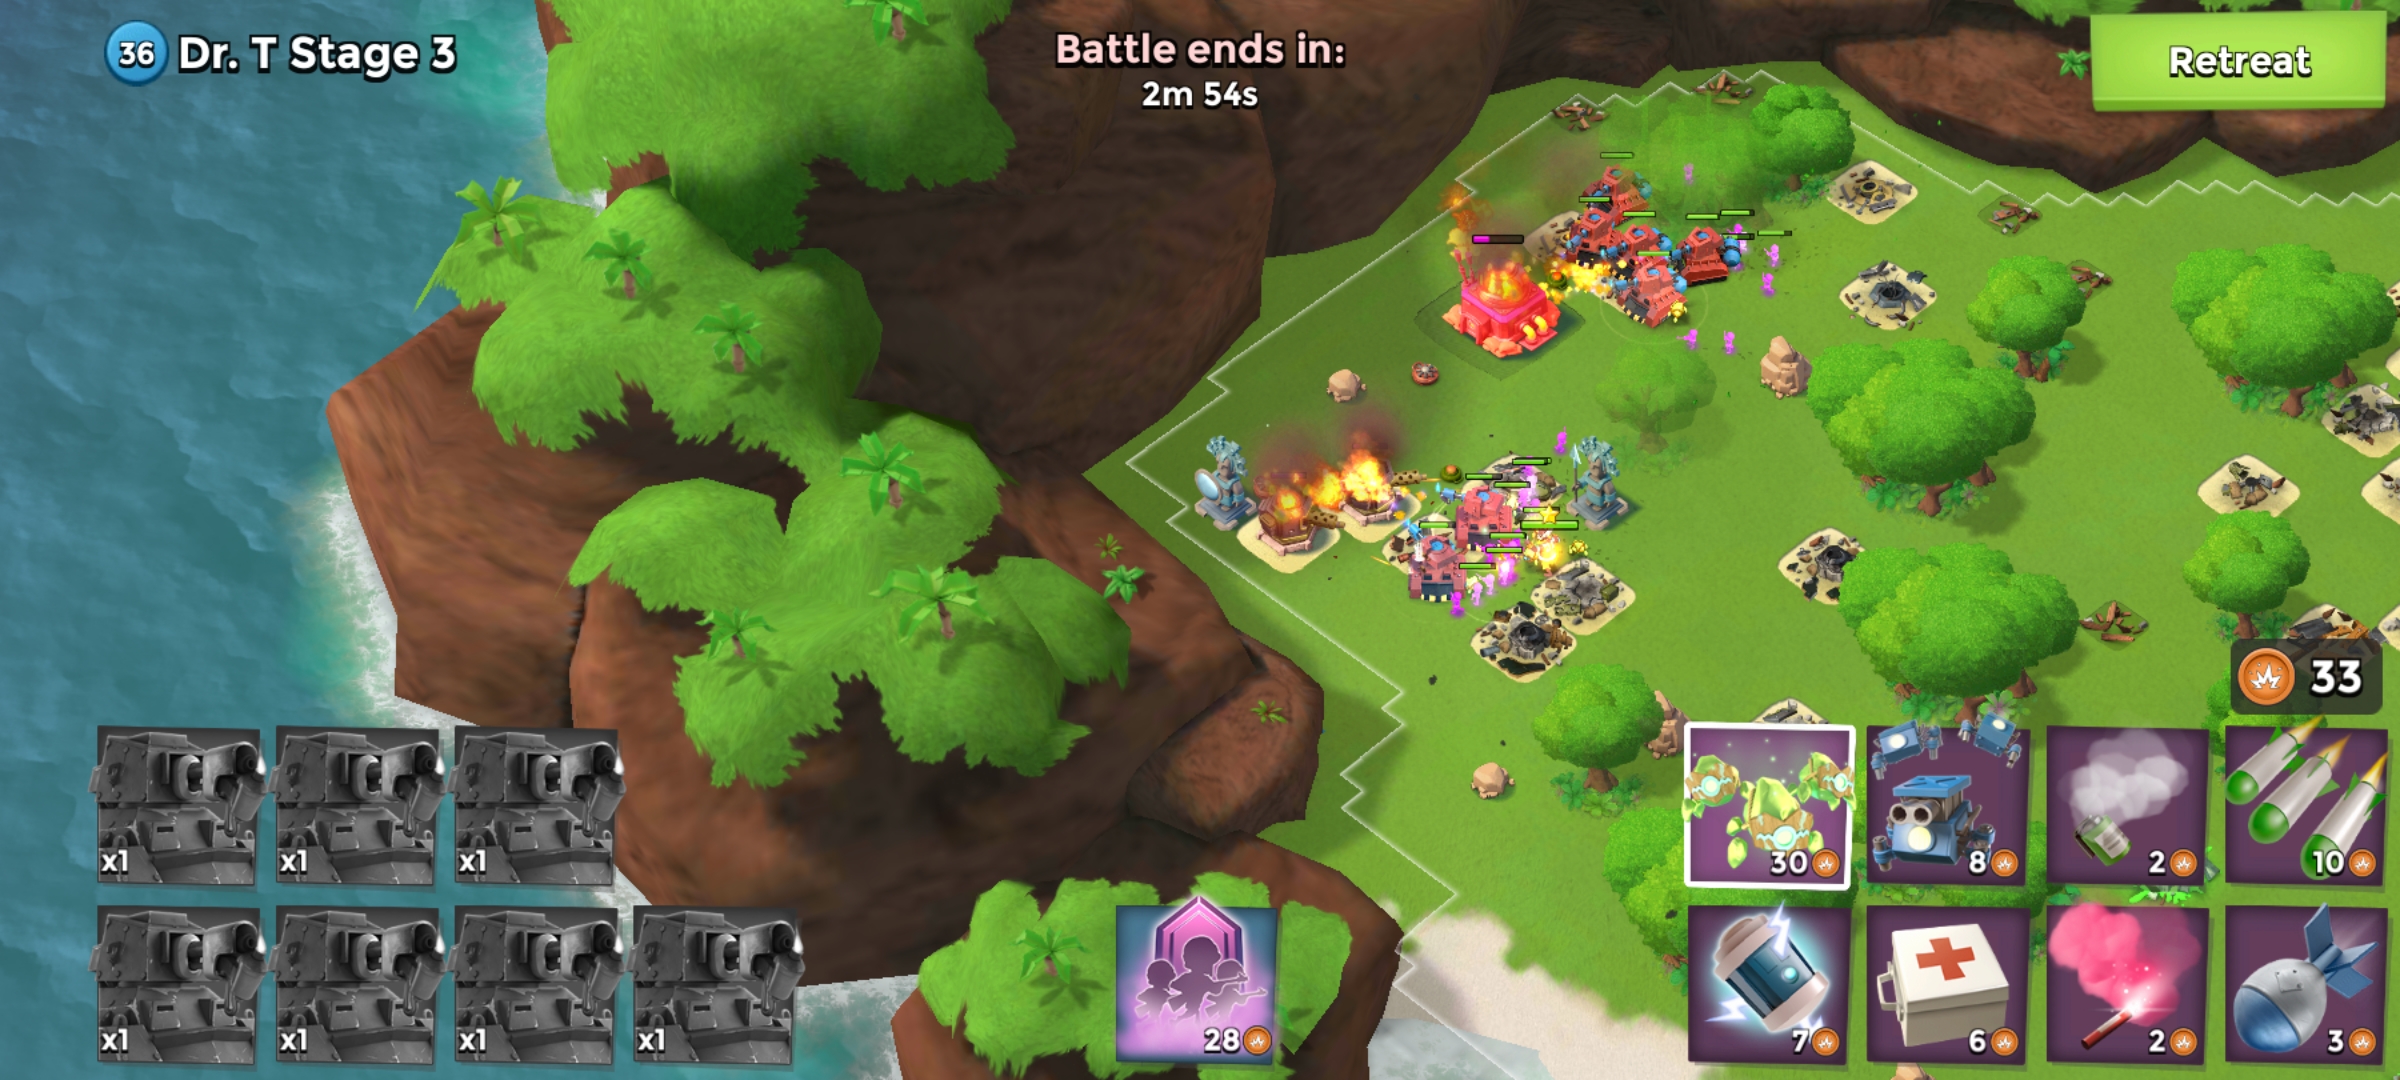 36 Dr. T Stage 3
Battle ends in:
2m 54s
Retreat
33
x1 x1 x1
30 8 2 10
x1 x1 x1 x1
28
7 6 2 3